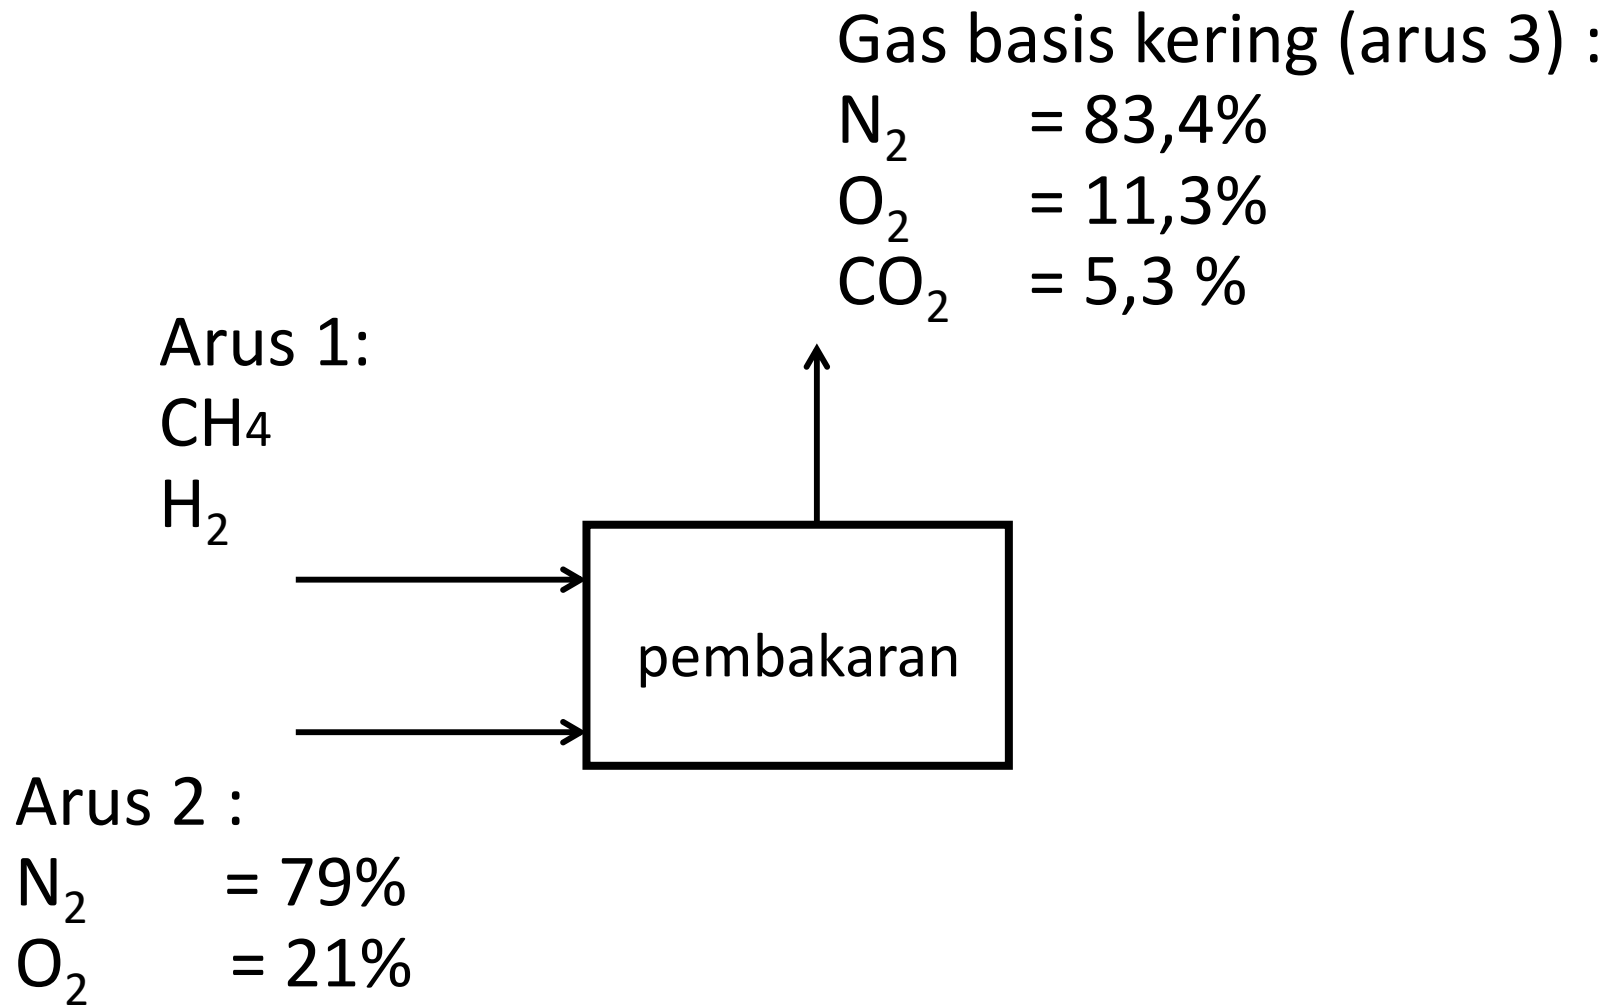 Gas basis kering (arus 3) :
N₂ = 83,4%
O₂ = 11,3%
CO₂ = 5,3 %
Arus 1:
CH4
H₂
pembakaran
Arus 2 :
N₂ = 79%
O₂ = 21%